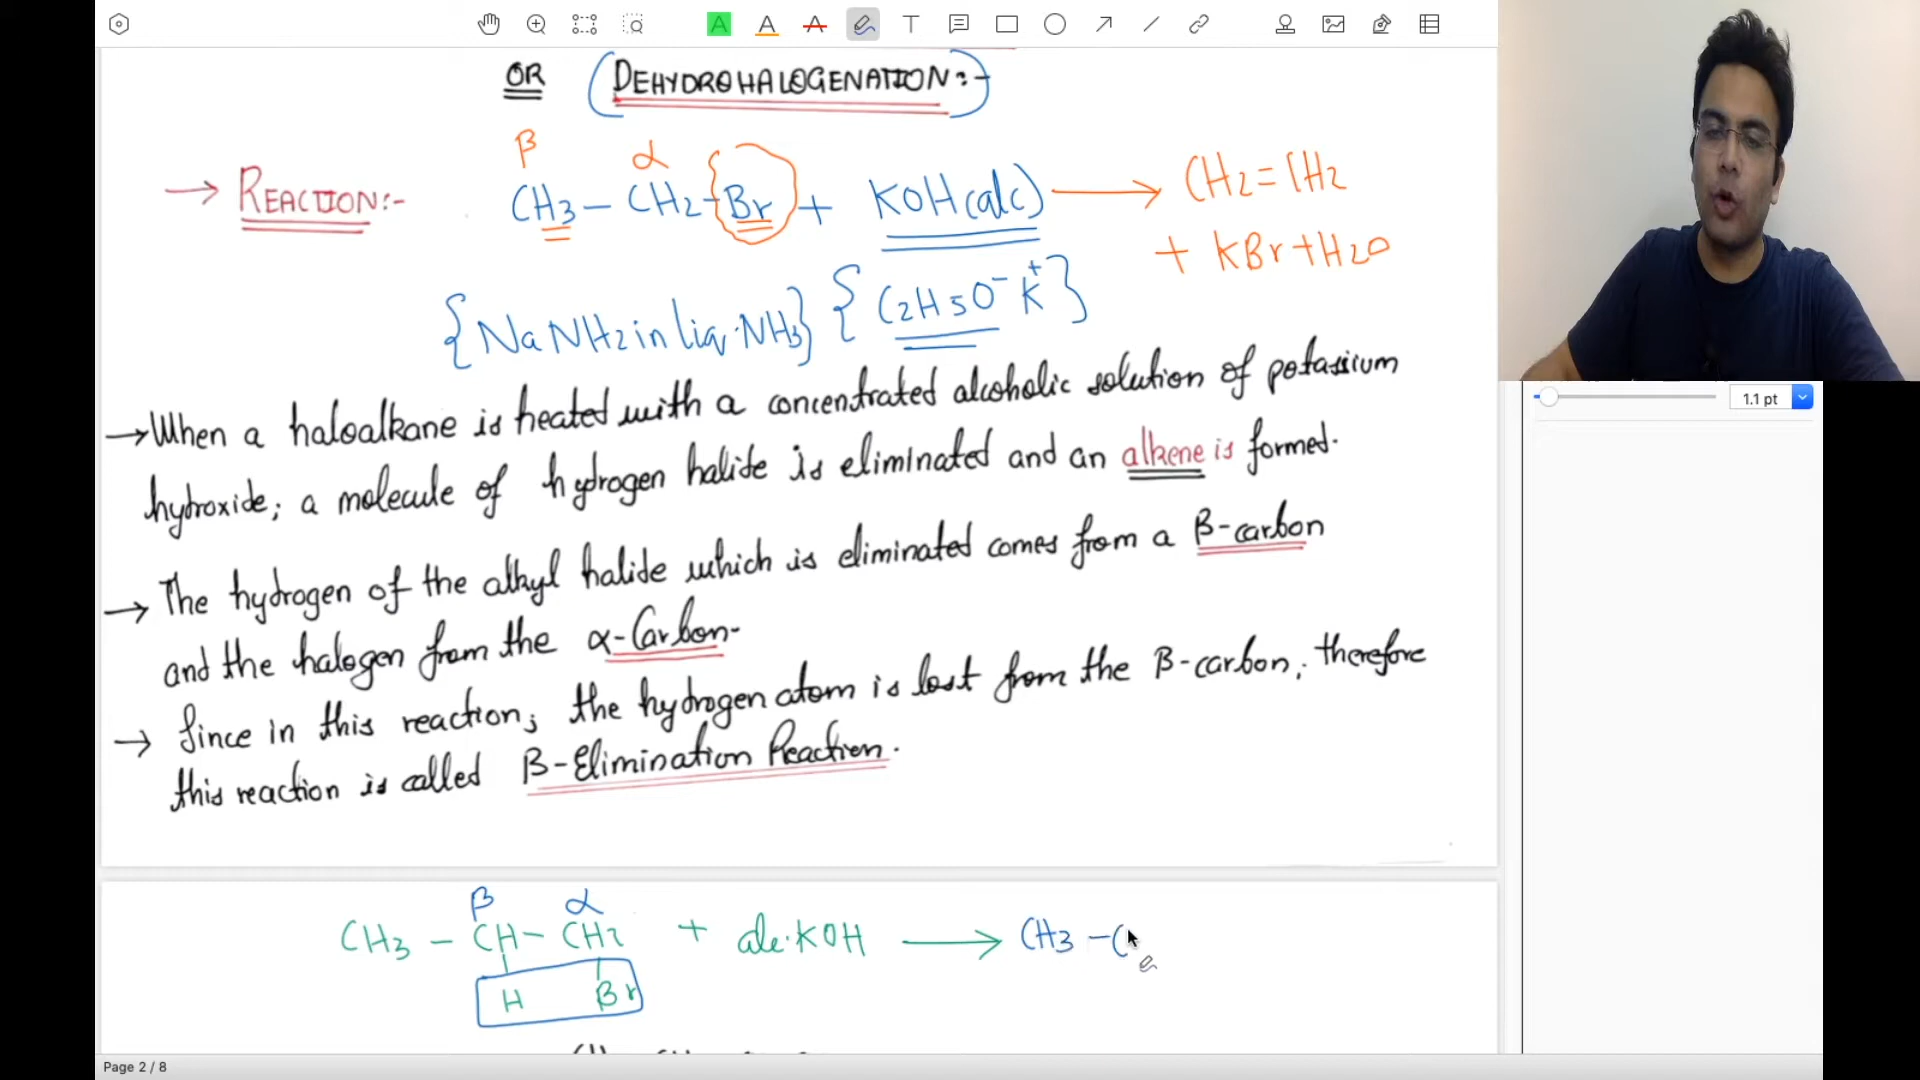 OR (DEHYDROHALOGENATION:-)
β α
→ REACTION:- CH3 – CH2 – Br + KOH(alc) → CH2=CH2
+ KBr + H2O
{NaNH2 in liq. NH3} {C2H5O⁻ K⁺}
→ When a haloalkane is heated with a concentrated alcoholic solution of potassium
hydroxide; a molecule of hydrogen halide is eliminated and an alkene is formed.
→ The hydrogen of the alkyl halide which is eliminated comes from a β-carbon
and the halogen from the α-Carbon-
→ Since in this reaction; the hydrogen atom is lost from the β-carbon; therefore
this reaction is called β-Elimination Reaction.
β α
CH3 – CH – CH2 + alc. KOH → CH3 – C
H Br
1.1 pt
Page 2 / 8